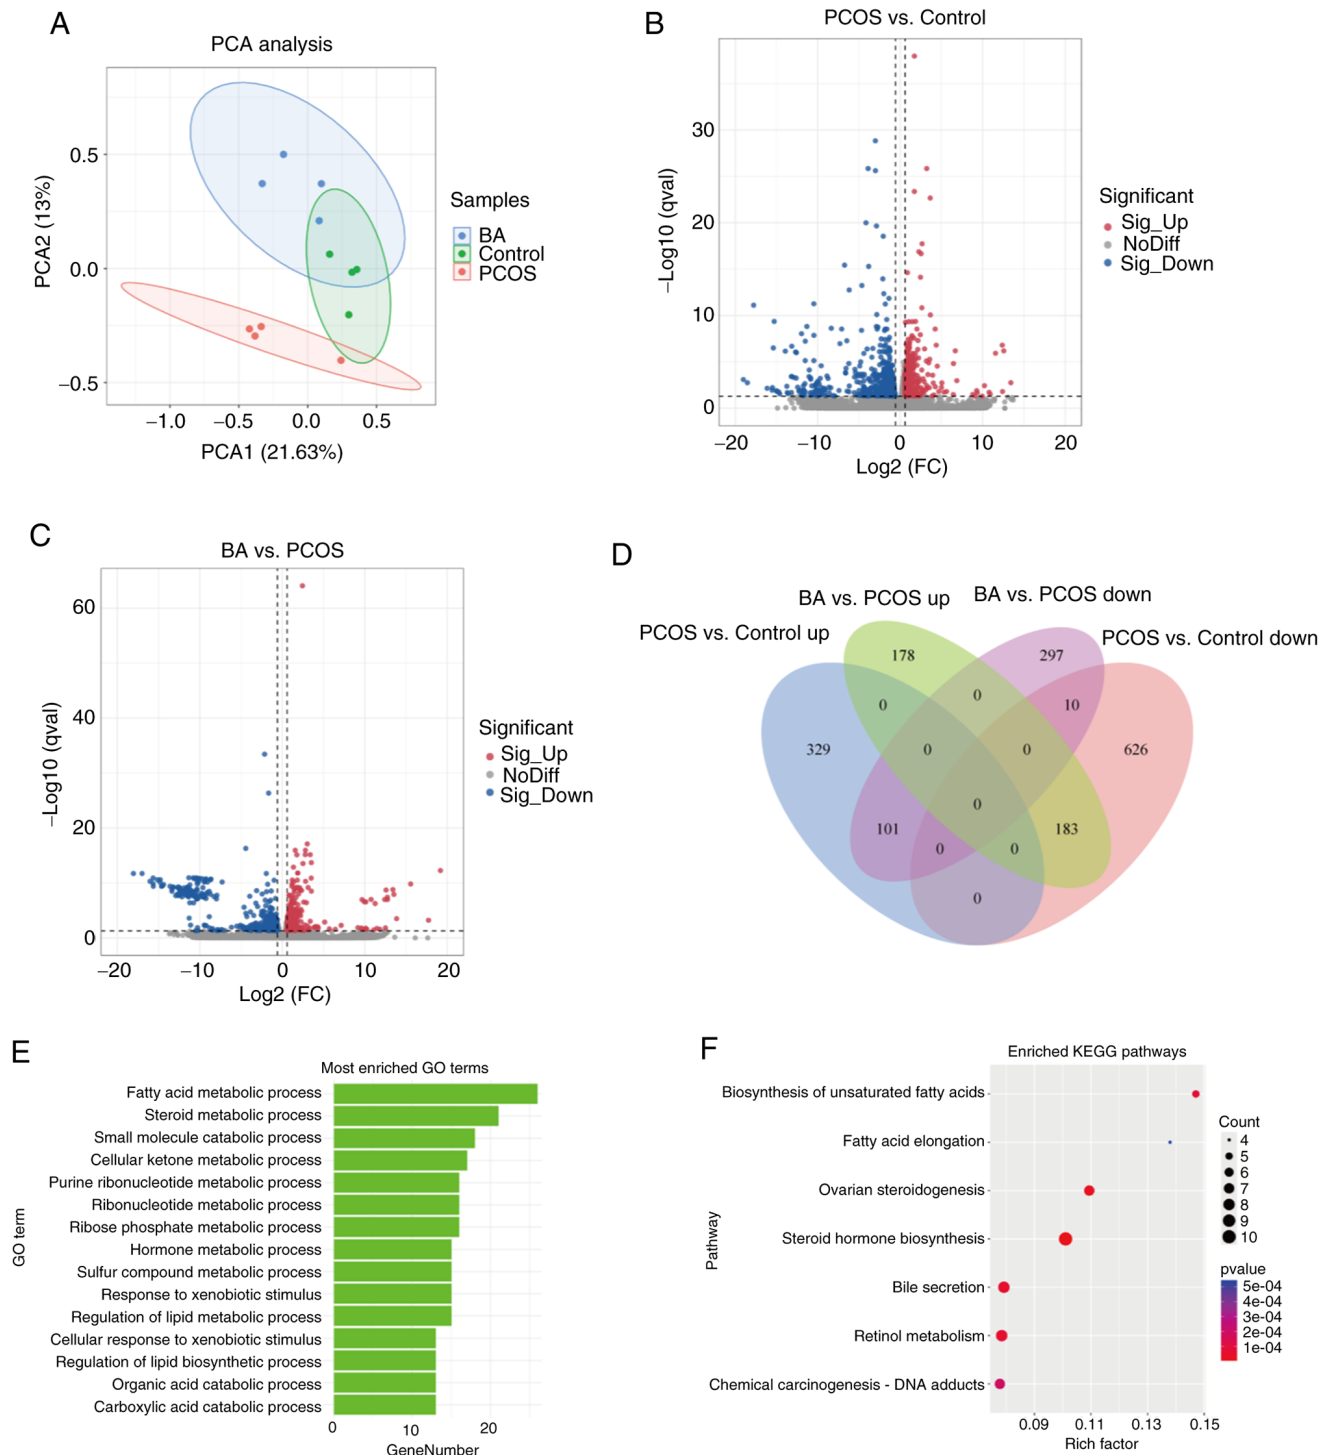 A
PCA analysis
PCA2 (13%)
0.5
0.0
−0.5
−1.0 −0.5 0.0 0.5
PCA1 (21.63%)
Samples
BA
Control
PCOS
B
PCOS vs. Control
−Log10 (qval)
30
20
10
0
−20 −10 0 10 20
Log2 (FC)
Significant
Sig_Up
NoDiff
Sig_Down
C
BA vs. PCOS
−Log10 (qval)
60
40
20
0
−20 −10 0 10 20
Log2 (FC)
Significant
Sig_Up
NoDiff
Sig_Down
D
BA vs. PCOS up BA vs. PCOS down
PCOS vs. Control up PCOS vs. Control down
178 297
0
0 10
329 0 0 626
0
101 183
0 0
0
E
Most enriched GO terms
GO term
Fatty acid metabolic process
Steroid metabolic process
Small molecule catabolic process
Cellular ketone metabolic process
Purine ribonucleotide metabolic process
Ribonucleotide metabolic process
Ribose phosphate metabolic process
Hormone metabolic process
Sulfur compound metabolic process
Response to xenobiotic stimulus
Regulation of lipid metabolic process
Cellular response to xenobiotic stimulus
Regulation of lipid biosynthetic process
Organic acid catabolic process
Carboxylic acid catabolic process
0 10 20
GeneNumber
F
Enriched KEGG pathways
Pathway
Biosynthesis of unsaturated fatty acids
Fatty acid elongation
Ovarian steroidogenesis
Steroid hormone biosynthesis
Bile secretion
Retinol metabolism
Chemical carcinogenesis - DNA adducts
0.09 0.11 0.13 0.15
Rich factor
Count
4
5
6
7
8
9
10
pvalue
5e-04
4e-04
3e-04
2e-04
1e-04